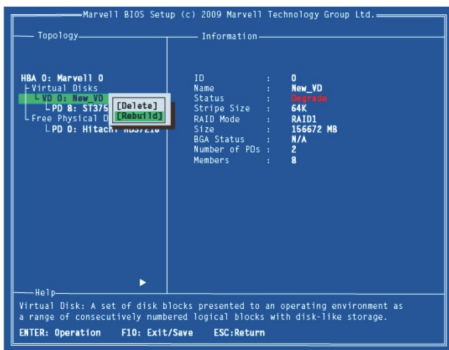 Marvell BIOS Setup (c) 2009 Marvell Technology Group Ltd.
Topology
Information
HBA 0: Marvell 0
Virtual Disks
VD 0: New_VD
PD 8: ST375
Free Physical D
PD 0: Hitach
[Delete]
[Rebuild]
ID : 0
Name : New_VD
Status : Degrade
Stripe Size : 64K
RAID Mode : RAID1
Size : 156672 MB
BGA Status : N/A
Number of PDs : 2
Members : 8
Help
Virtual Disk: A set of disk blocks presented to an operating environment as
a range of consecutively numbered logical blocks with disk-like storage.
ENTER: Operation F10: Exit/Save ESC:Return